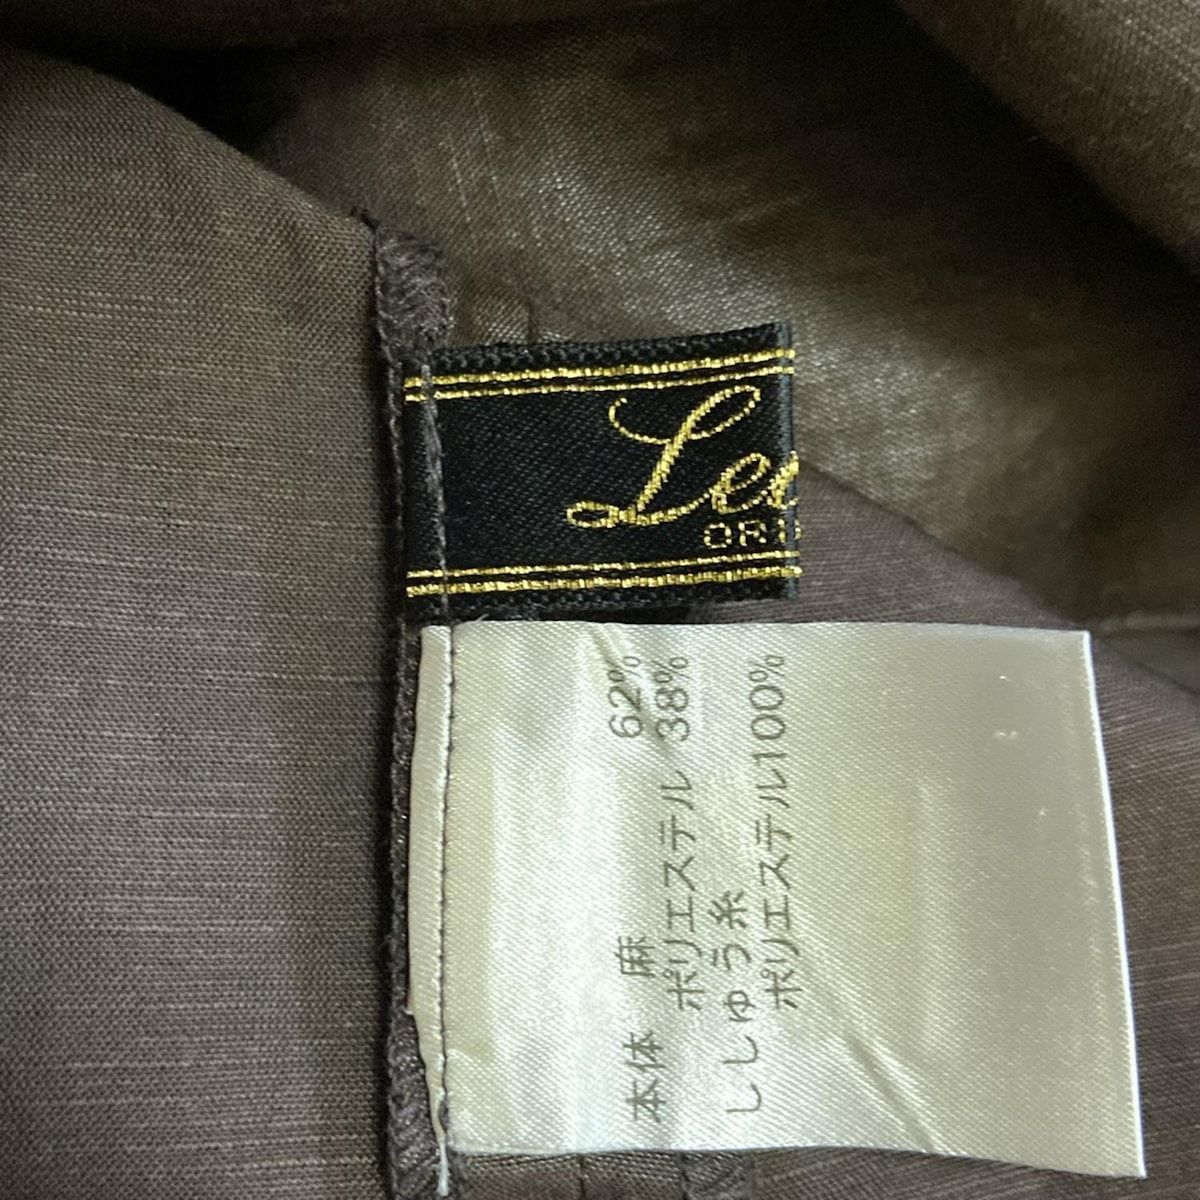 Lee
ORI
本体 麻 62%
ポリエステル 38%
ししゅう糸
ポリエステル100%